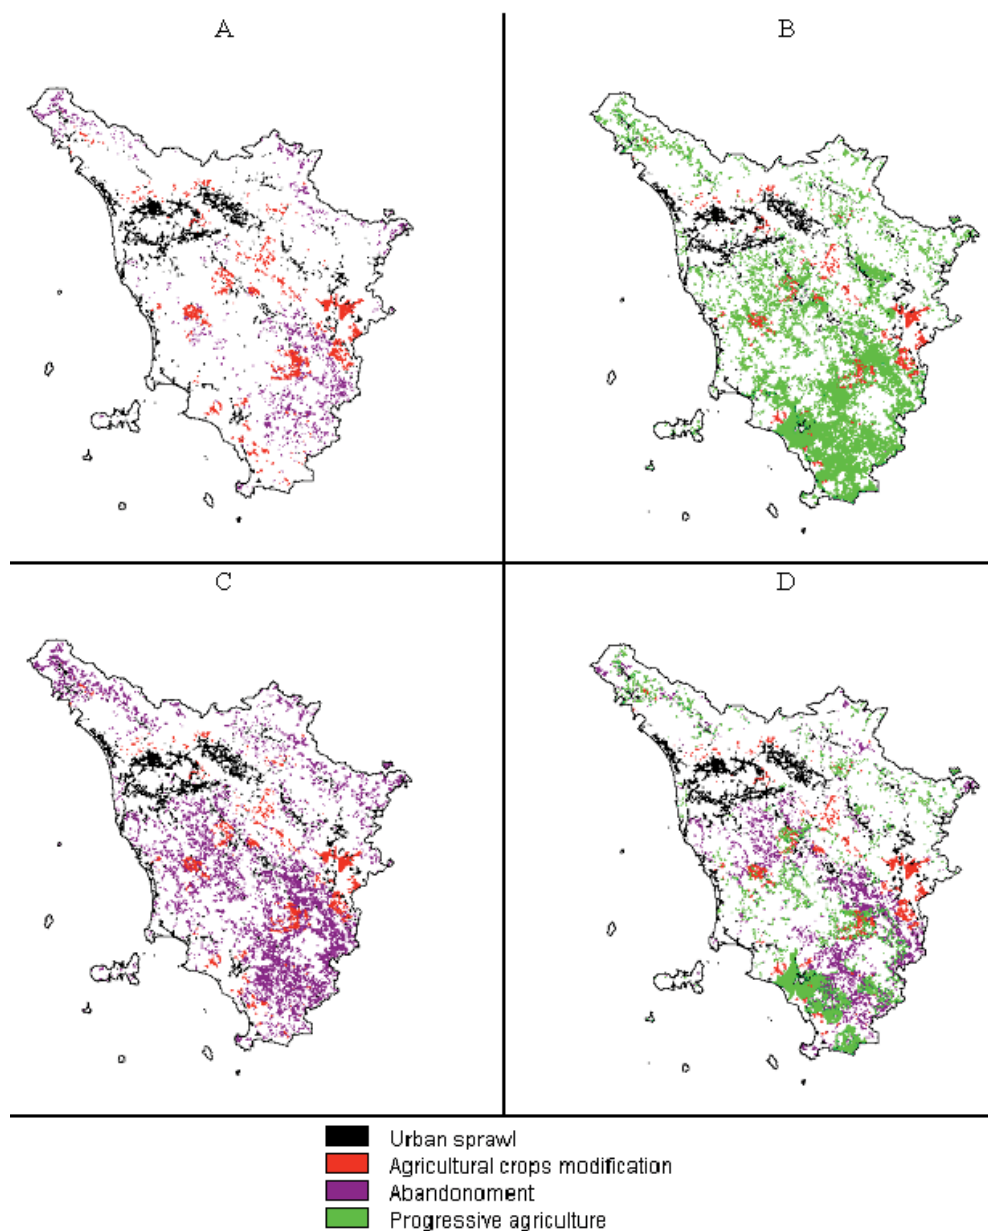 A
B
C
D
Urban sprawl
Agricultural crops modification
Abandonoment
Progressive agriculture